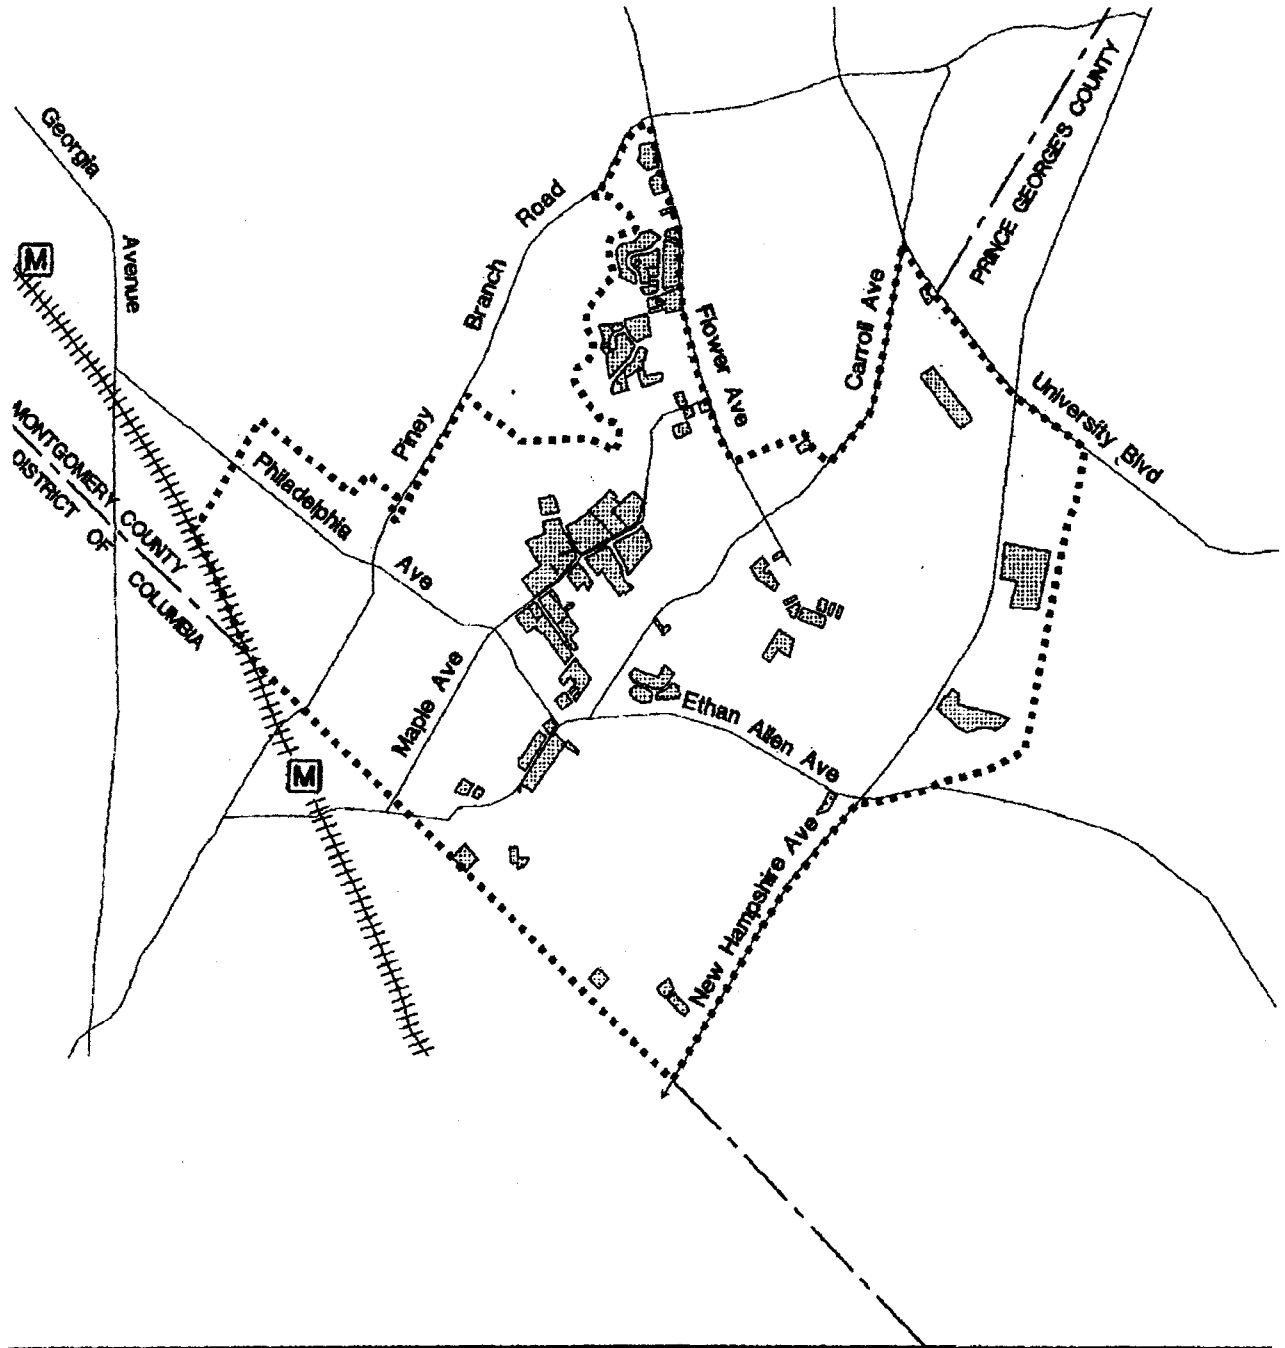 Georgia
Avenue
M
PRINCE GEORGE'S COUNTY
Piney Branch Road
Flower Ave
Carroll Ave
University Blvd
MONTGOMERY COUNTY
DISTRICT OF COLUMBIA
Philadelphia Ave
Maple Ave
Ethan Allen Ave
M
New Hampshire Ave